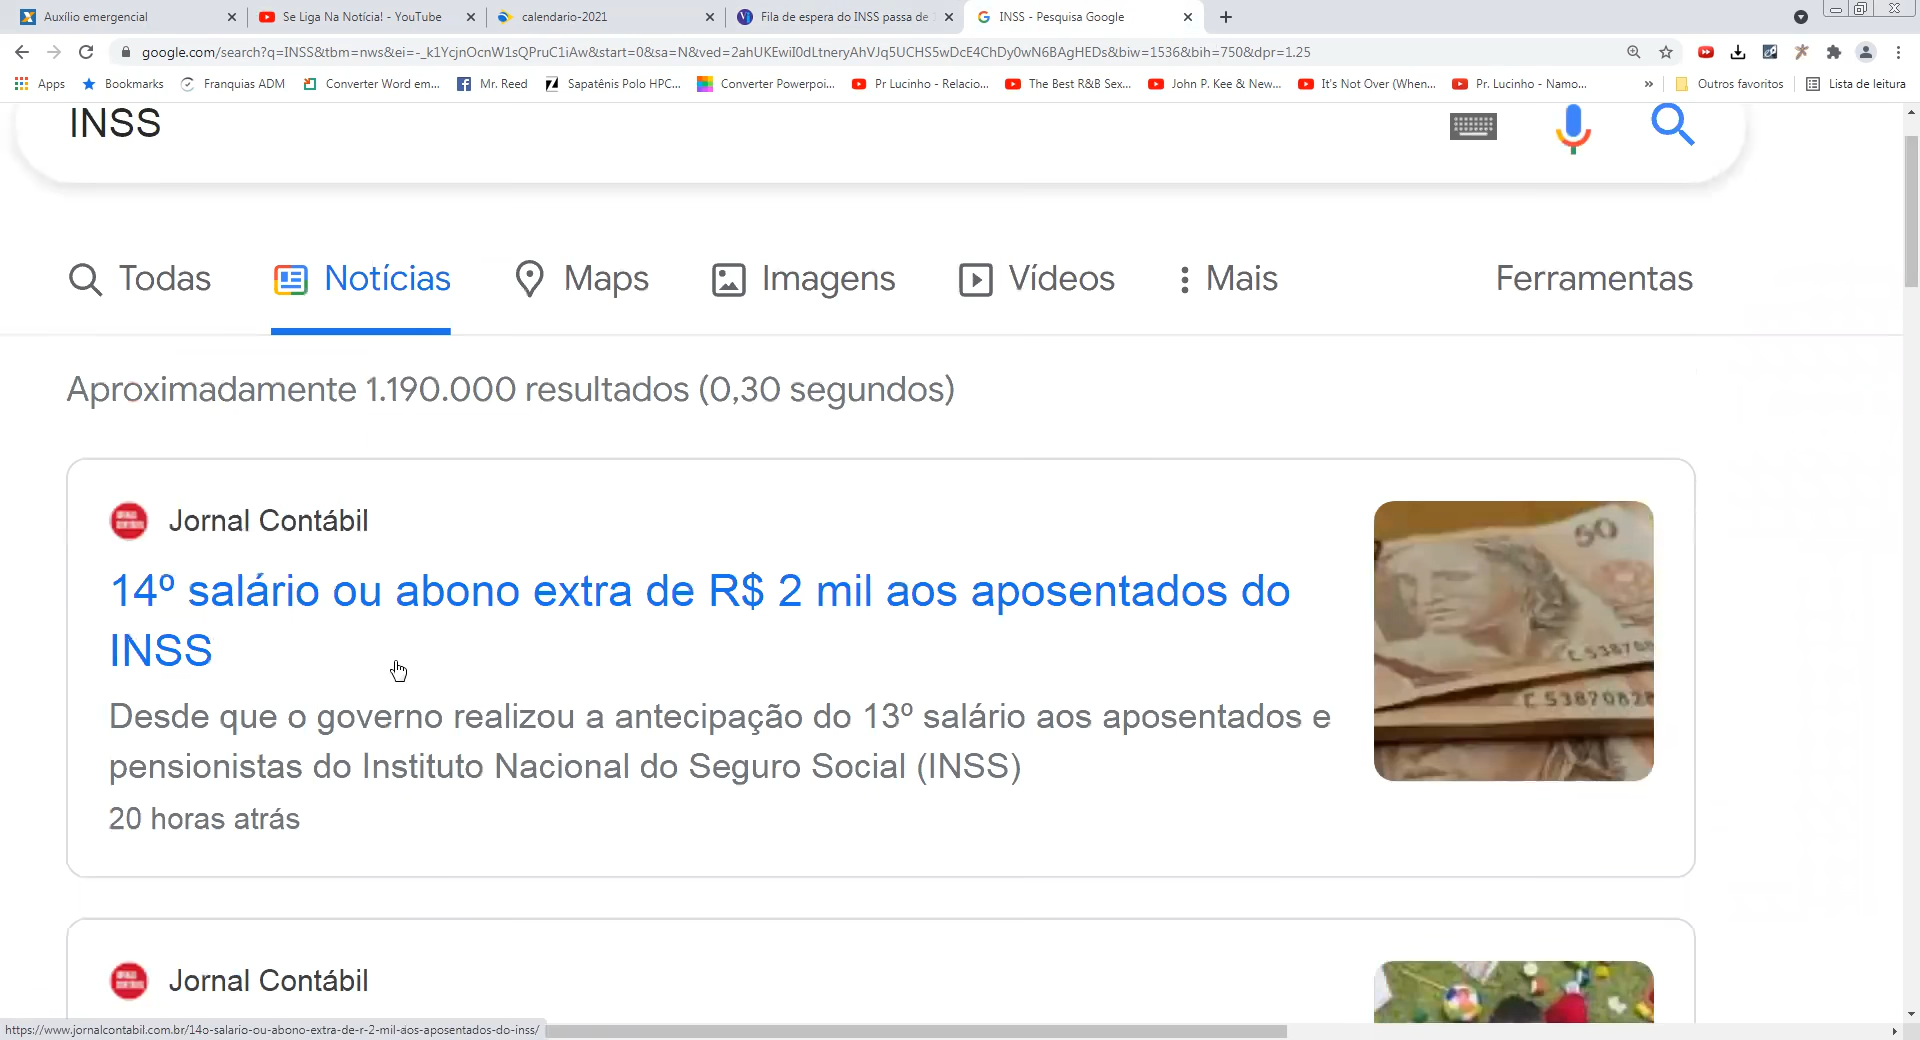 Auxílio emergencial
Se Liga Na Notícia! - YouTube
calendario-2021
Fila de espera do INSS passa de
INSS - Pesquisa Google
google.com/search?q=INSS&tbm=nws&ei=-_k1YcjnOcnW1sQPruC1iAw&start=0&sa=N&ved=2ahUKEwiI0dLtneryAhVJq5UCHS5wDcE4ChDy0wN6BAgHEDs&biw=1536&bih=750&dpr=1.25
Apps
Bookmarks
Franquias ADM
Converter Word em...
Mr. Reed
Sapatênis Polo HPC...
Converter Powerpoi...
Pr Lucinho - Relacio...
The Best R&B Sex...
John P. Kee & New...
It's Not Over (When...
Pr. Lucinho - Namo...
»
Outros favoritos
Lista de leitura
INSS
Todas
Notícias
Maps
Imagens
Vídeos
Mais
Ferramentas
Aproximadamente 1.190.000 resultados (0,30 segundos)
Jornal Contábil
14º salário ou abono extra de R$ 2 mil aos aposentados do
INSS
Desde que o governo realizou a antecipação do 13º salário aos aposentados e
pensionistas do Instituto Nacional do Seguro Social (INSS)
20 horas atrás
50
Jornal Contábil
https://www.jornalcontabil.com.br/14o-salario-ou-abono-extra-de-r-2-mil-aos-aposentados-do-inss/